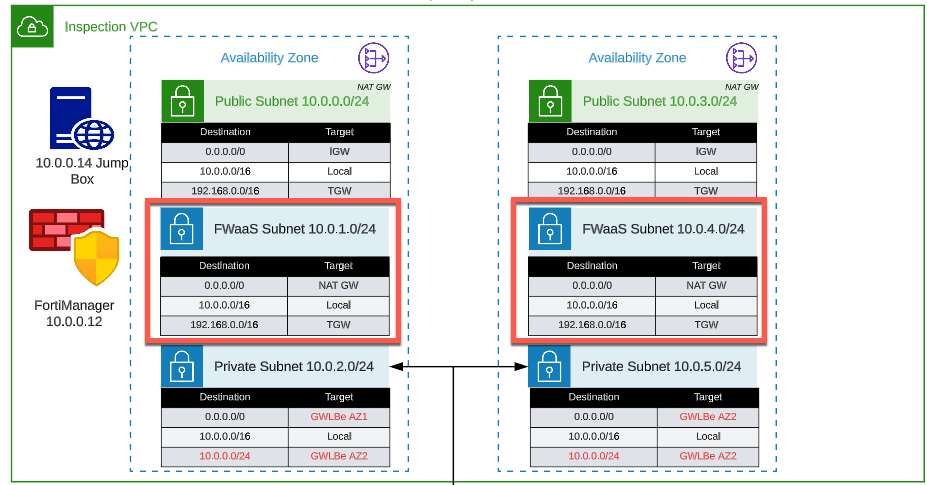 Inspection VPC
Availability Zone
NAT GW
Public Subnet 10.0.0.0/24
Destination Target
0.0.0.0/0 IGW
10.0.0.0/16 Local
192.168.0.0/16 TGW
FWaaS Subnet 10.0.1.0/24
Destination Target
0.0.0.0/0 NAT GW
10.0.0.0/16 Local
192.168.0.0/16 TGW
Private Subnet 10.0.2.0/24
Destination Target
0.0.0.0/0 GWLBe AZ1
10.0.0.0/16 Local
10.0.0.0/24 GWLBe AZ2
Availability Zone
NAT GW
Public Subnet 10.0.3.0/24
Destination Target
0.0.0.0/0 IGW
10.0.0.0/16 Local
192.168.0.0/16 TGW
FWaaS Subnet 10.0.4.0/24
Destination Target
0.0.0.0/0 NAT GW
10.0.0.0/16 Local
192.168.0.0/16 TGW
Private Subnet 10.0.5.0/24
Destination Target
0.0.0.0/0 GWLBe AZ2
10.0.0.0/16 Local
10.0.0.0/24 GWLBe AZ2
10.0.0.14 Jump
Box
FortiManager
10.0.0.12